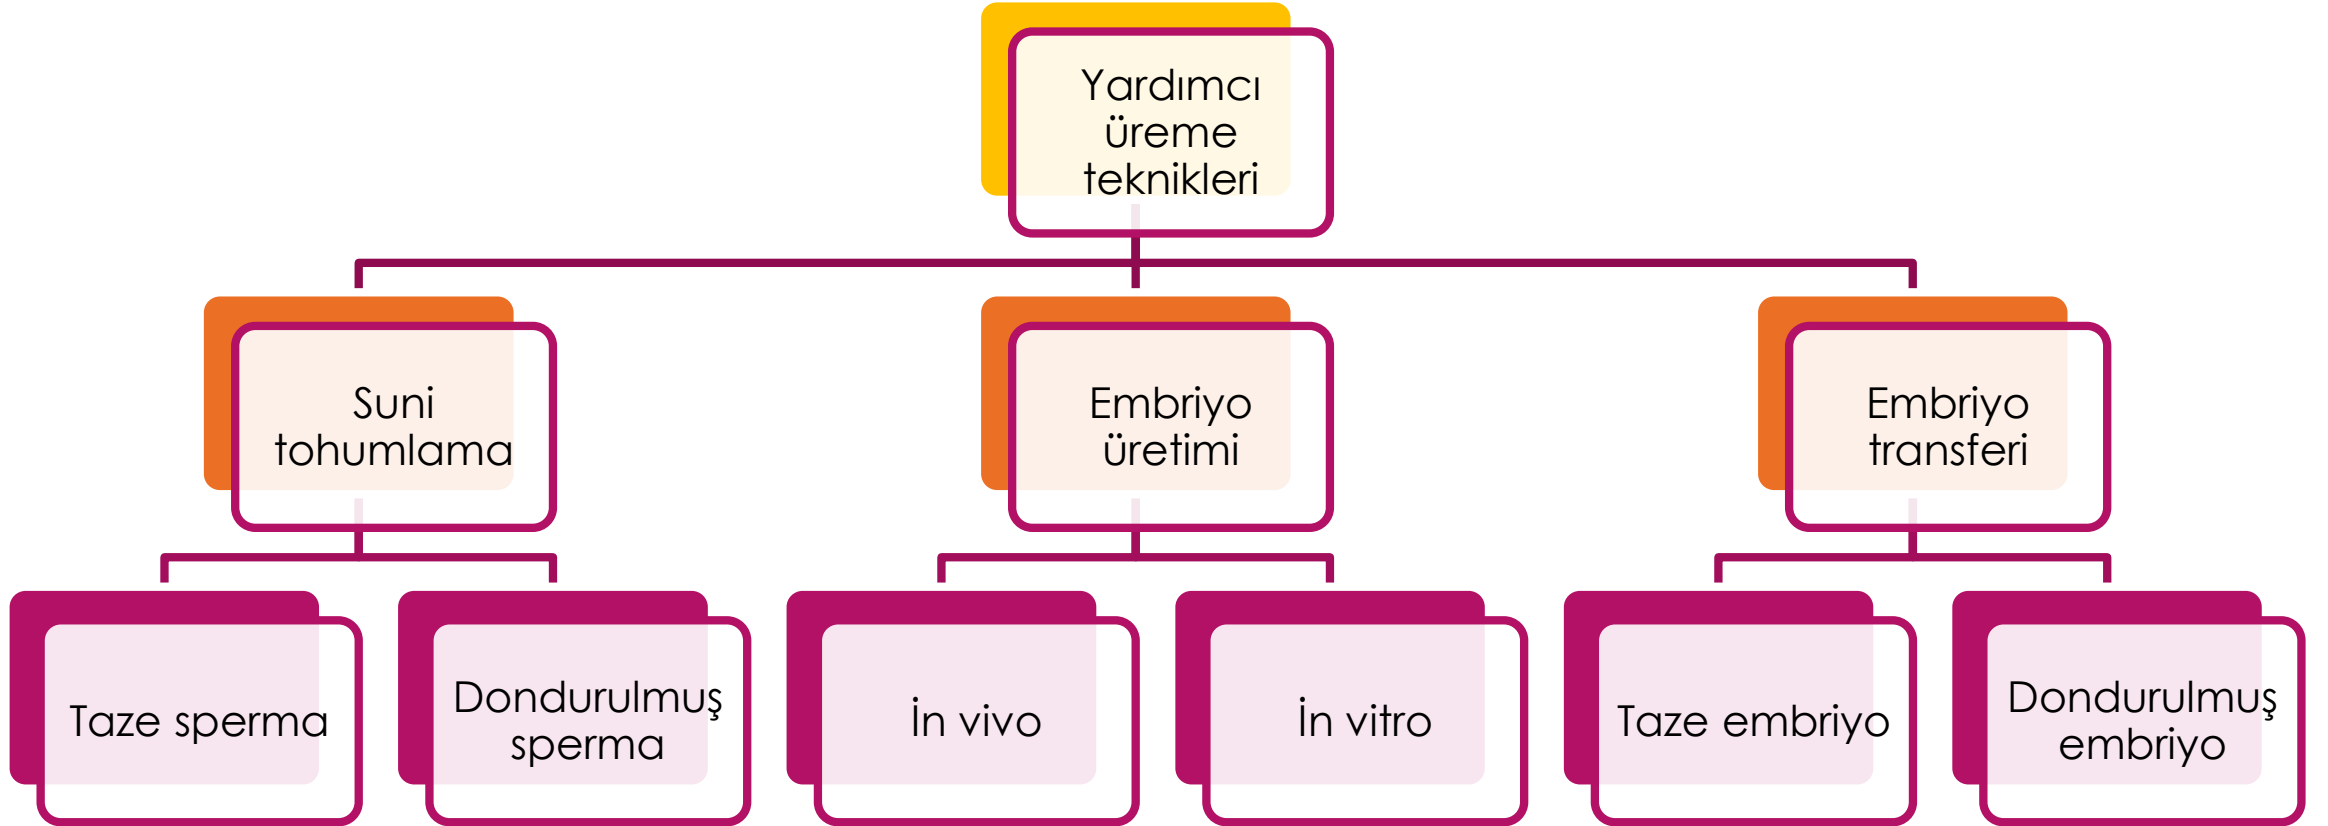 Yardımcı
üreme
teknikleri
Suni
tohumlama
Embriyo
üretimi
Embriyo
transferi
Taze sperma
Dondurulmuş
sperma
İn vivo
İn vitro
Taze embriyo
Dondurulmuş
embriyo